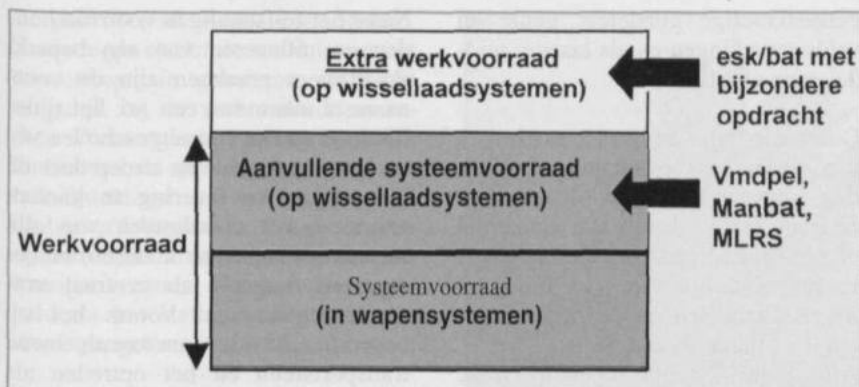 Extra werkvoorraad
(op wissellaadsystemen)
esk/bat met
bijzondere
opdracht
Aanvullende systeemvoorraad
(op wissellaadsystemen)
Vmdpel,
Manbat,
MLRS
Werkvoorraad
Systeemvoorraad
(in wapensystemen)